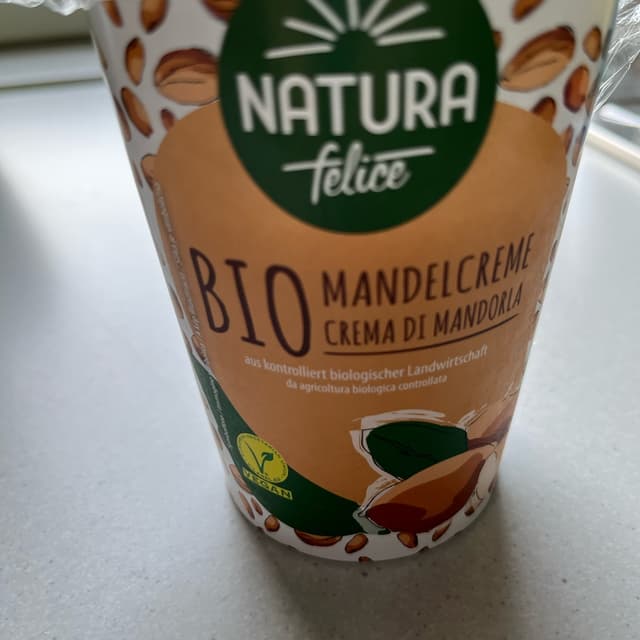 NATURA
felice
BIO
MANDELCREME
CREMA DI MANDORLA
aus kontrolliert biologischer Landwirtschaft
da agricoltura biologica controllata
VEGAN